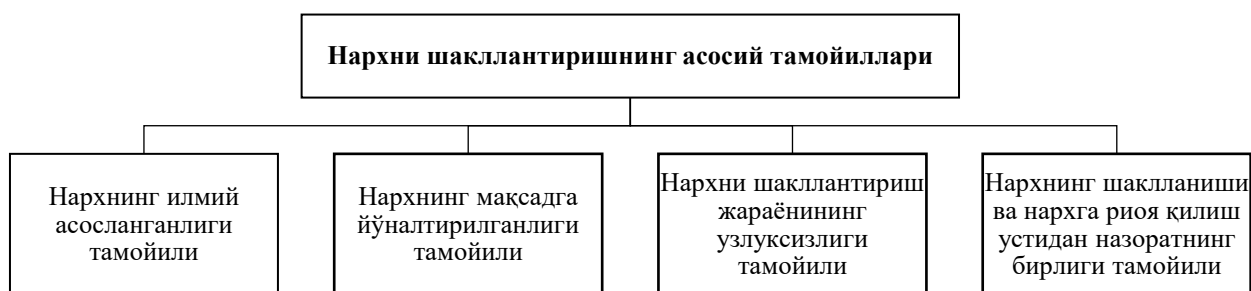 Нархни шакллантиришнинг асосий тамойиллари
Нархнинг илмий
асосланганлиги
тамойили
Нархнинг мақсадга
йўналтирилганлиги
тамойили
Нархни шакллантириш
жараёнининг
узлуксизлиги
тамойили
Нархнинг шаклланиши
ва нархга риоя қилиш
устидан назоратнинг
бирлиги тамойили